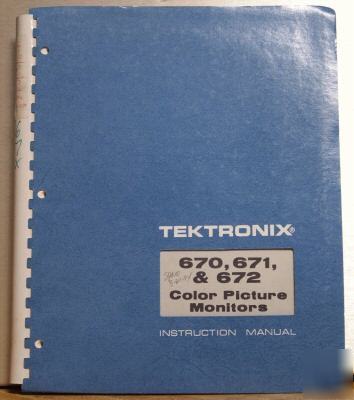 TEKTRONIX®
670, 671,
& 672
Color Picture
Monitors
INSTRUCTION MANUAL